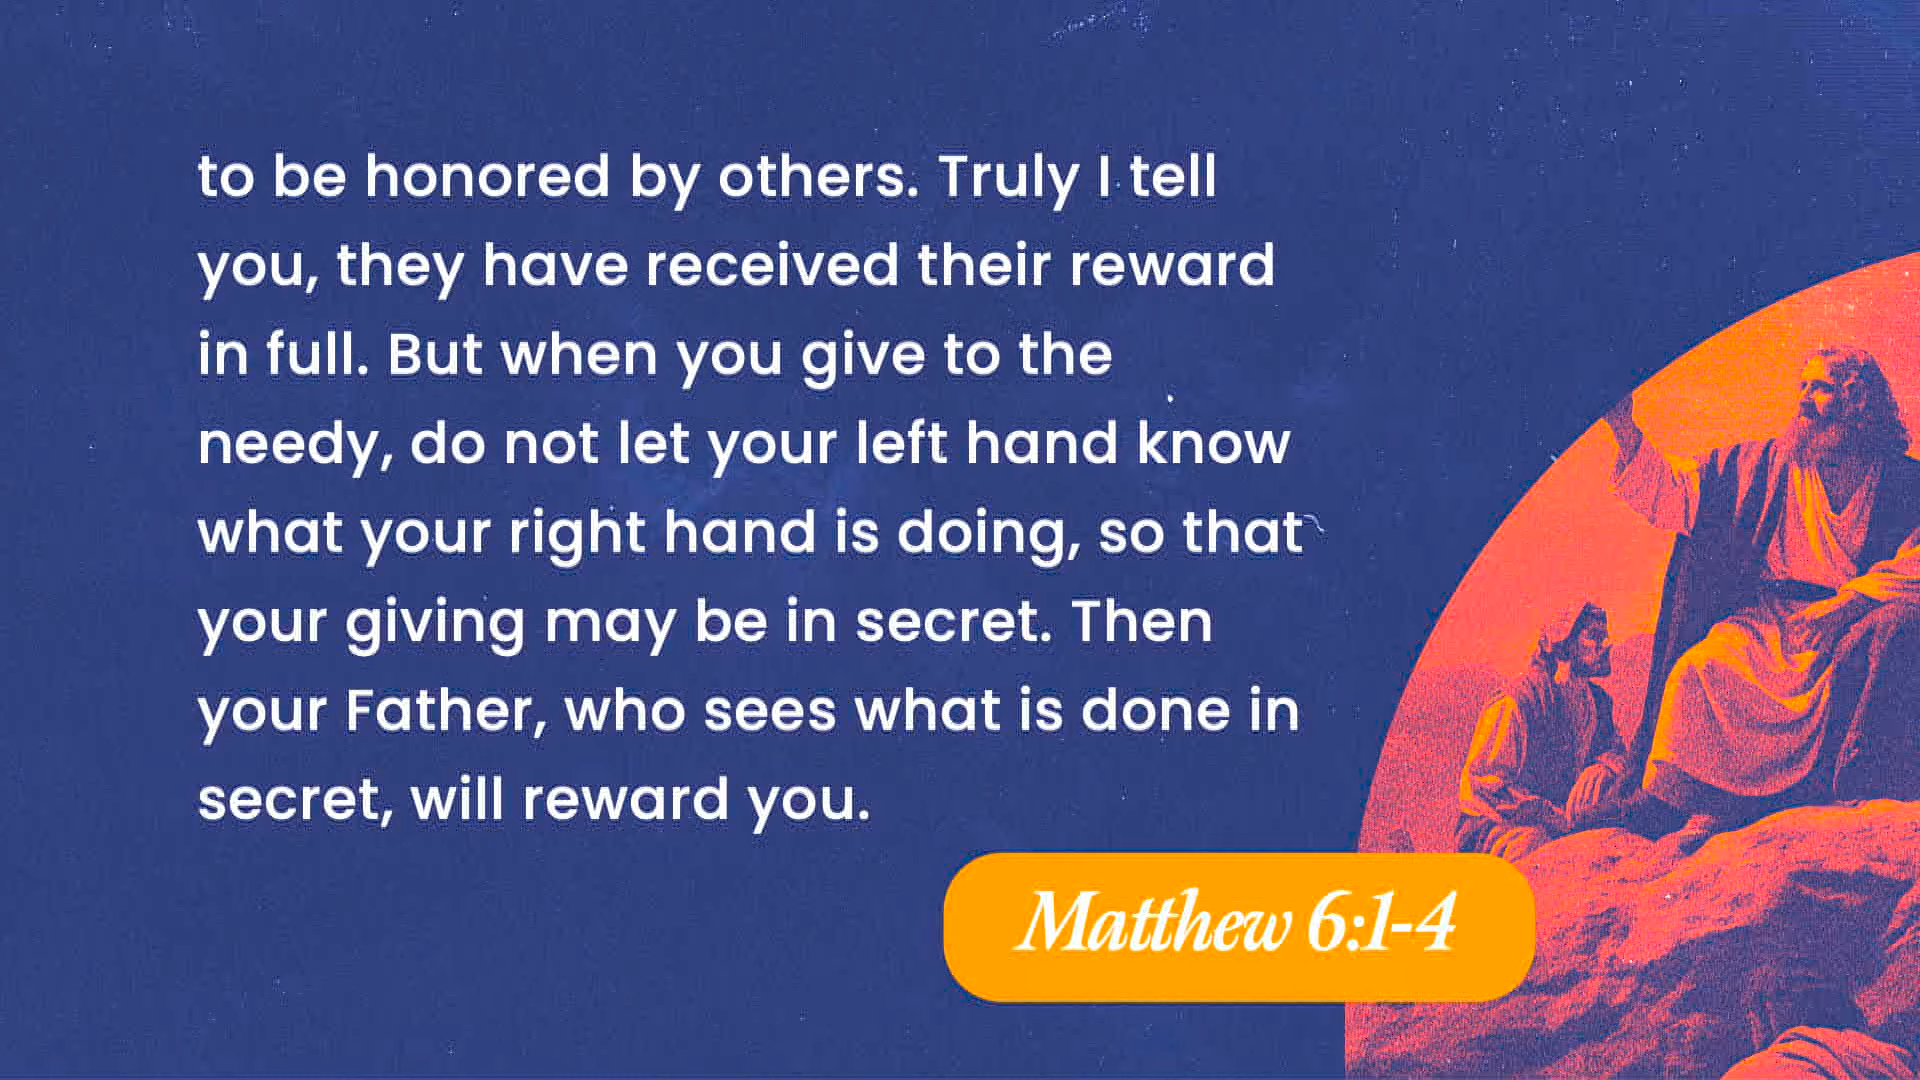 to be honored by others. Truly I tell
you, they have received their reward
in full. But when you give to the
needy, do not let your left hand know
what your right hand is doing, so that
your giving may be in secret. Then
your Father, who sees what is done in
secret, will reward you.
Matthew 6:1-4